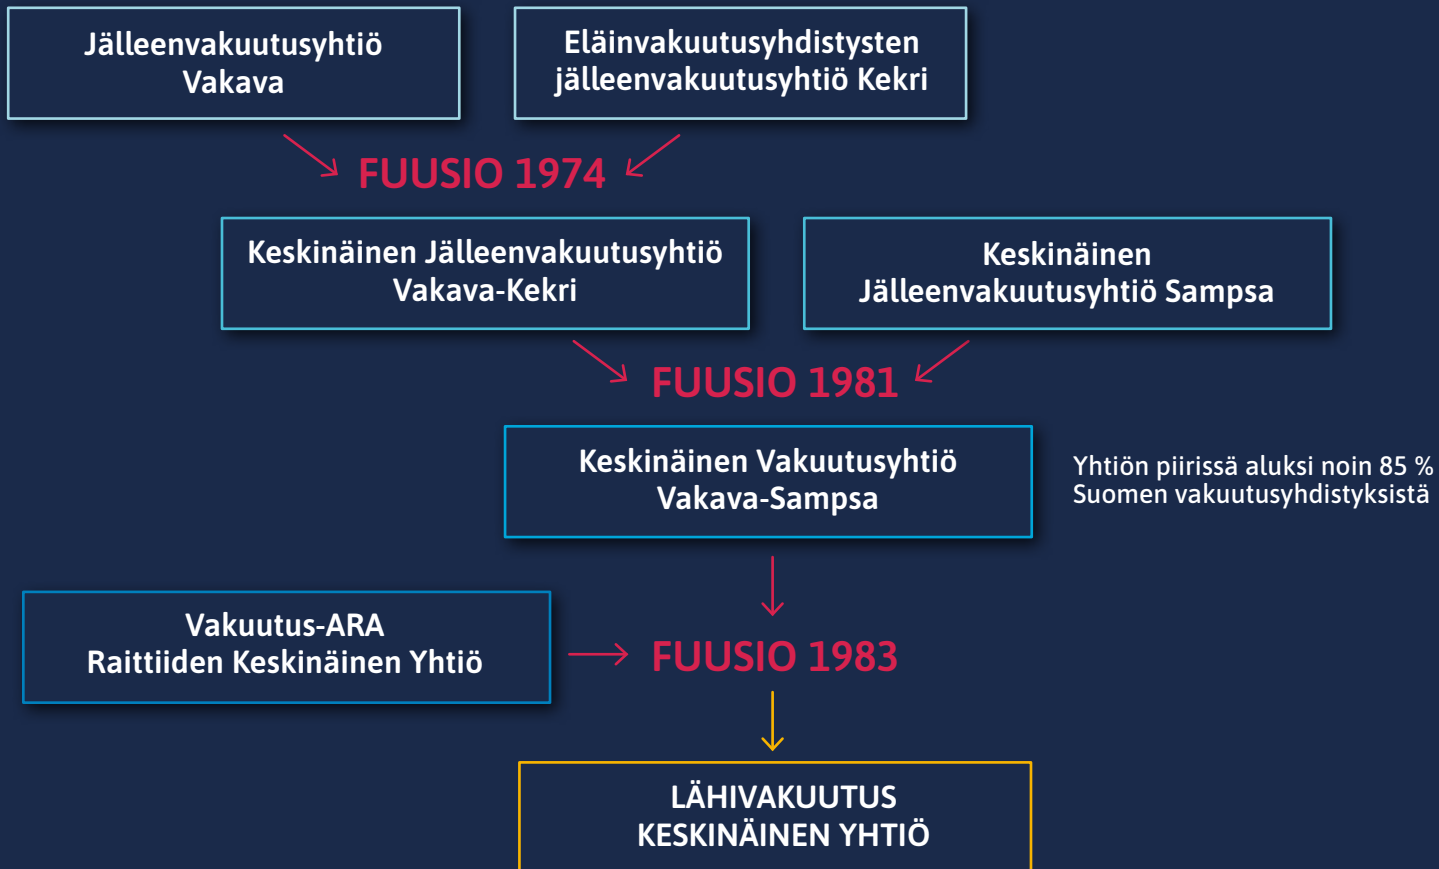 Jälleenvakuutusyhtiö
Vakava
Eläinvakuutusyhdistysten
jälleenvakuutusyhtiö Kekri
FUUSIO 1974
Keskinäinen Jälleenvakuutusyhtiö
Vakava-Kekri
Keskinäinen
Jälleenvakuutusyhtiö Sampsa
FUUSIO 1981
Keskinäinen Vakuutusyhtiö
Vakava-Sampsa
Yhtiön piirissä aluksi noin 85 %
Suomen vakuutusyhdistyksistä
Vakuutus-ARA
Raittiiden Keskinäinen Yhtiö
FUUSIO 1983
LÄHIVAKUUTUS
KESKINÄINEN YHTIÖ